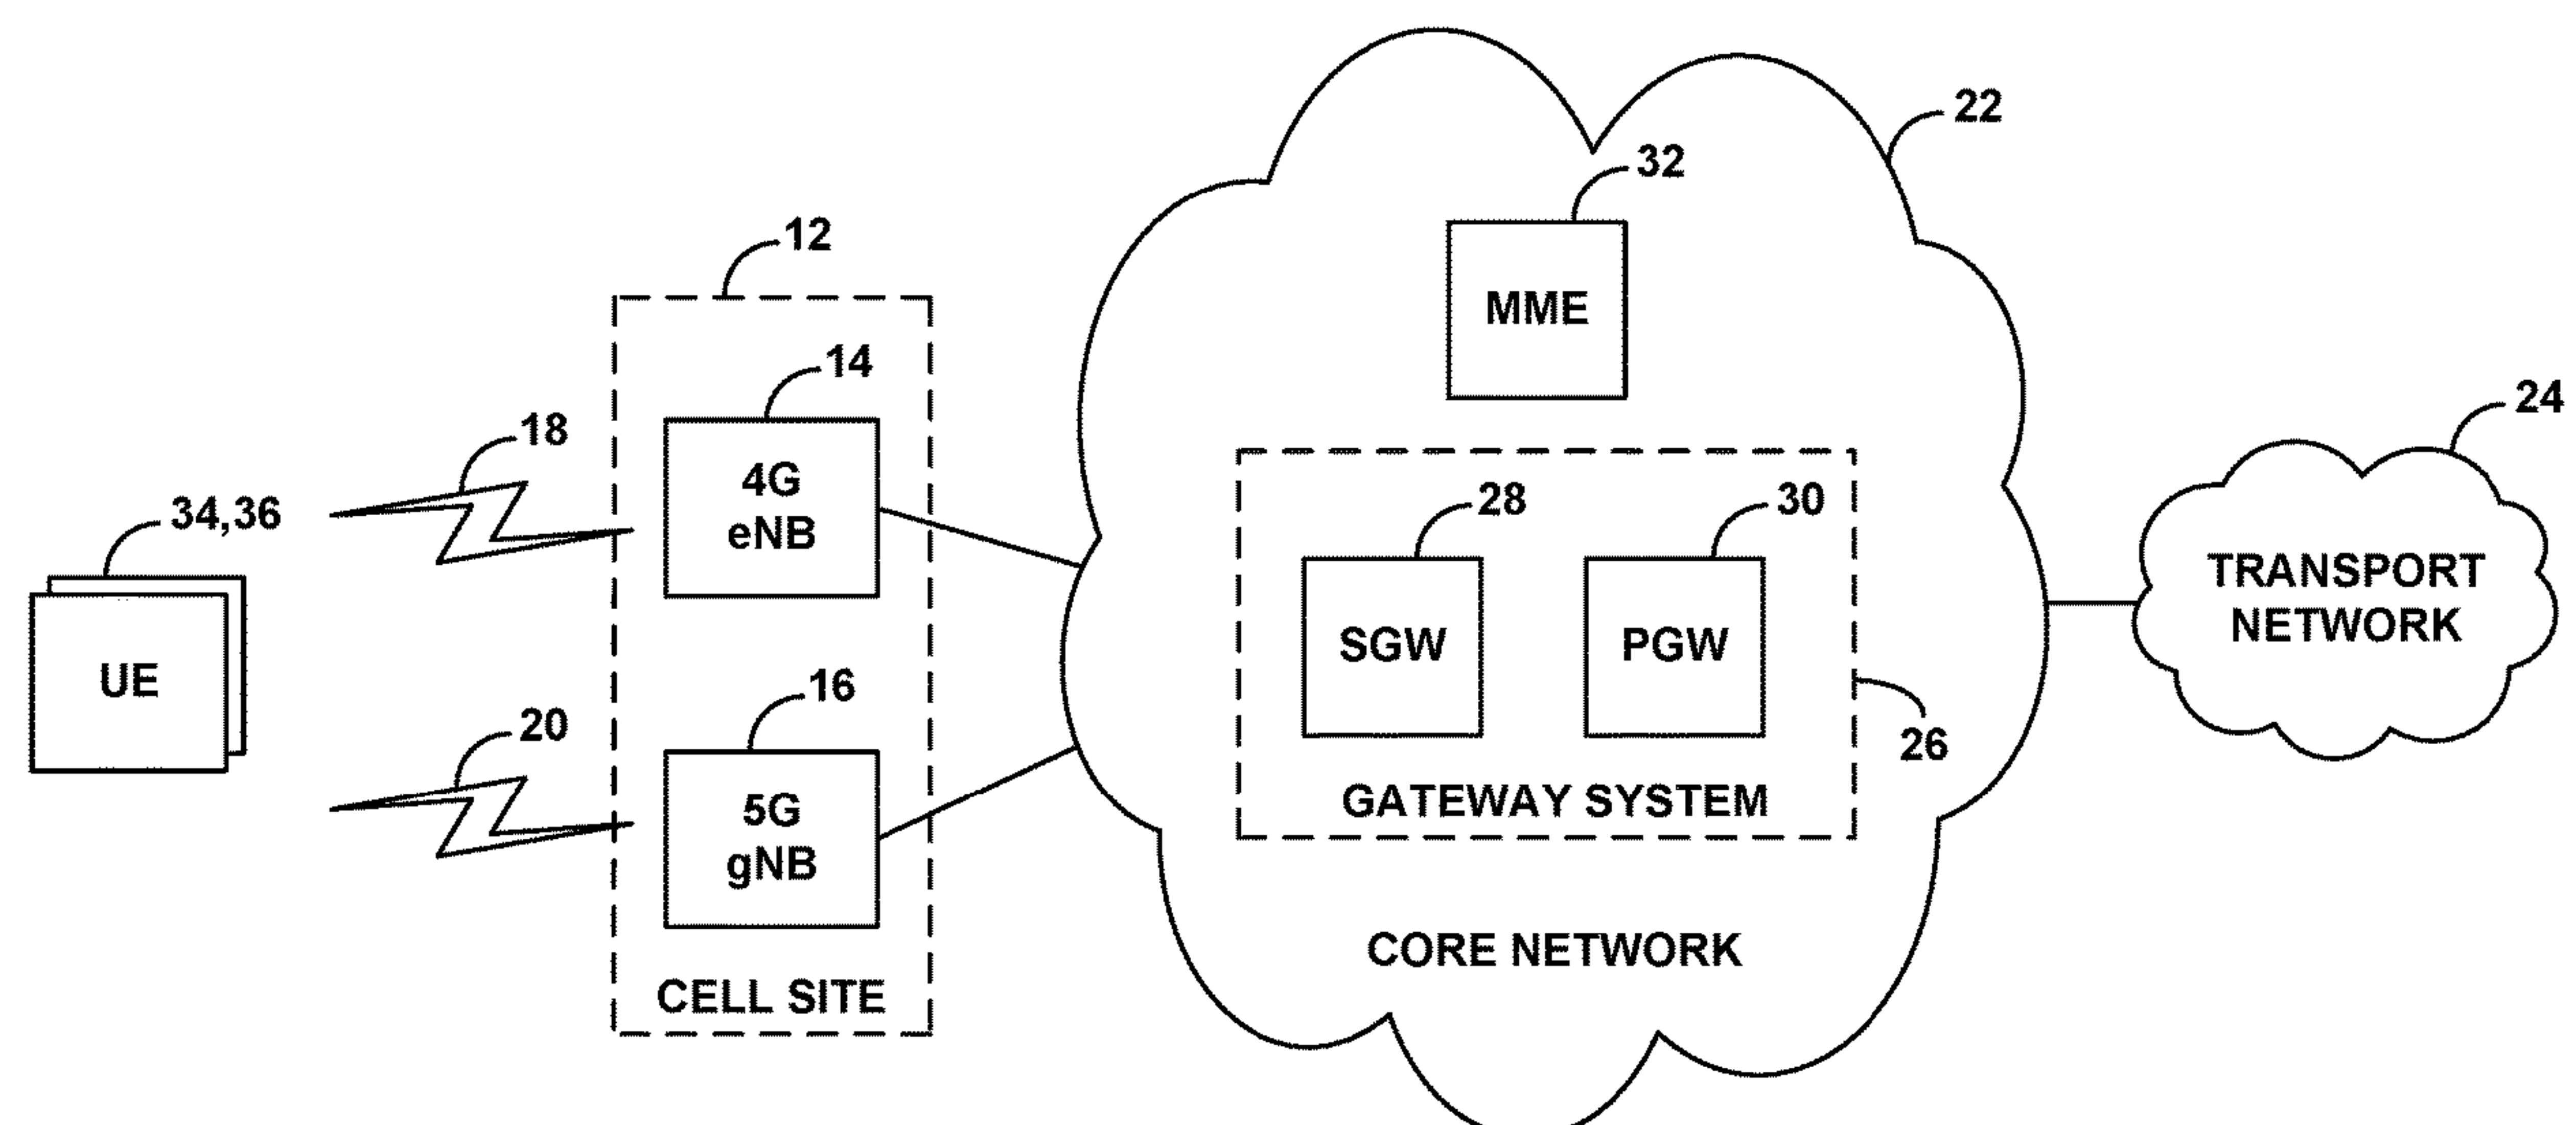 22
32
12
MME
14
24
18
4G
eNB
28
30
34,36
TRANSPORT
NETWORK
SGW
PGW
UE
16
20
26
5G
gNB
GATEWAY SYSTEM
CORE NETWORK
CELL SITE